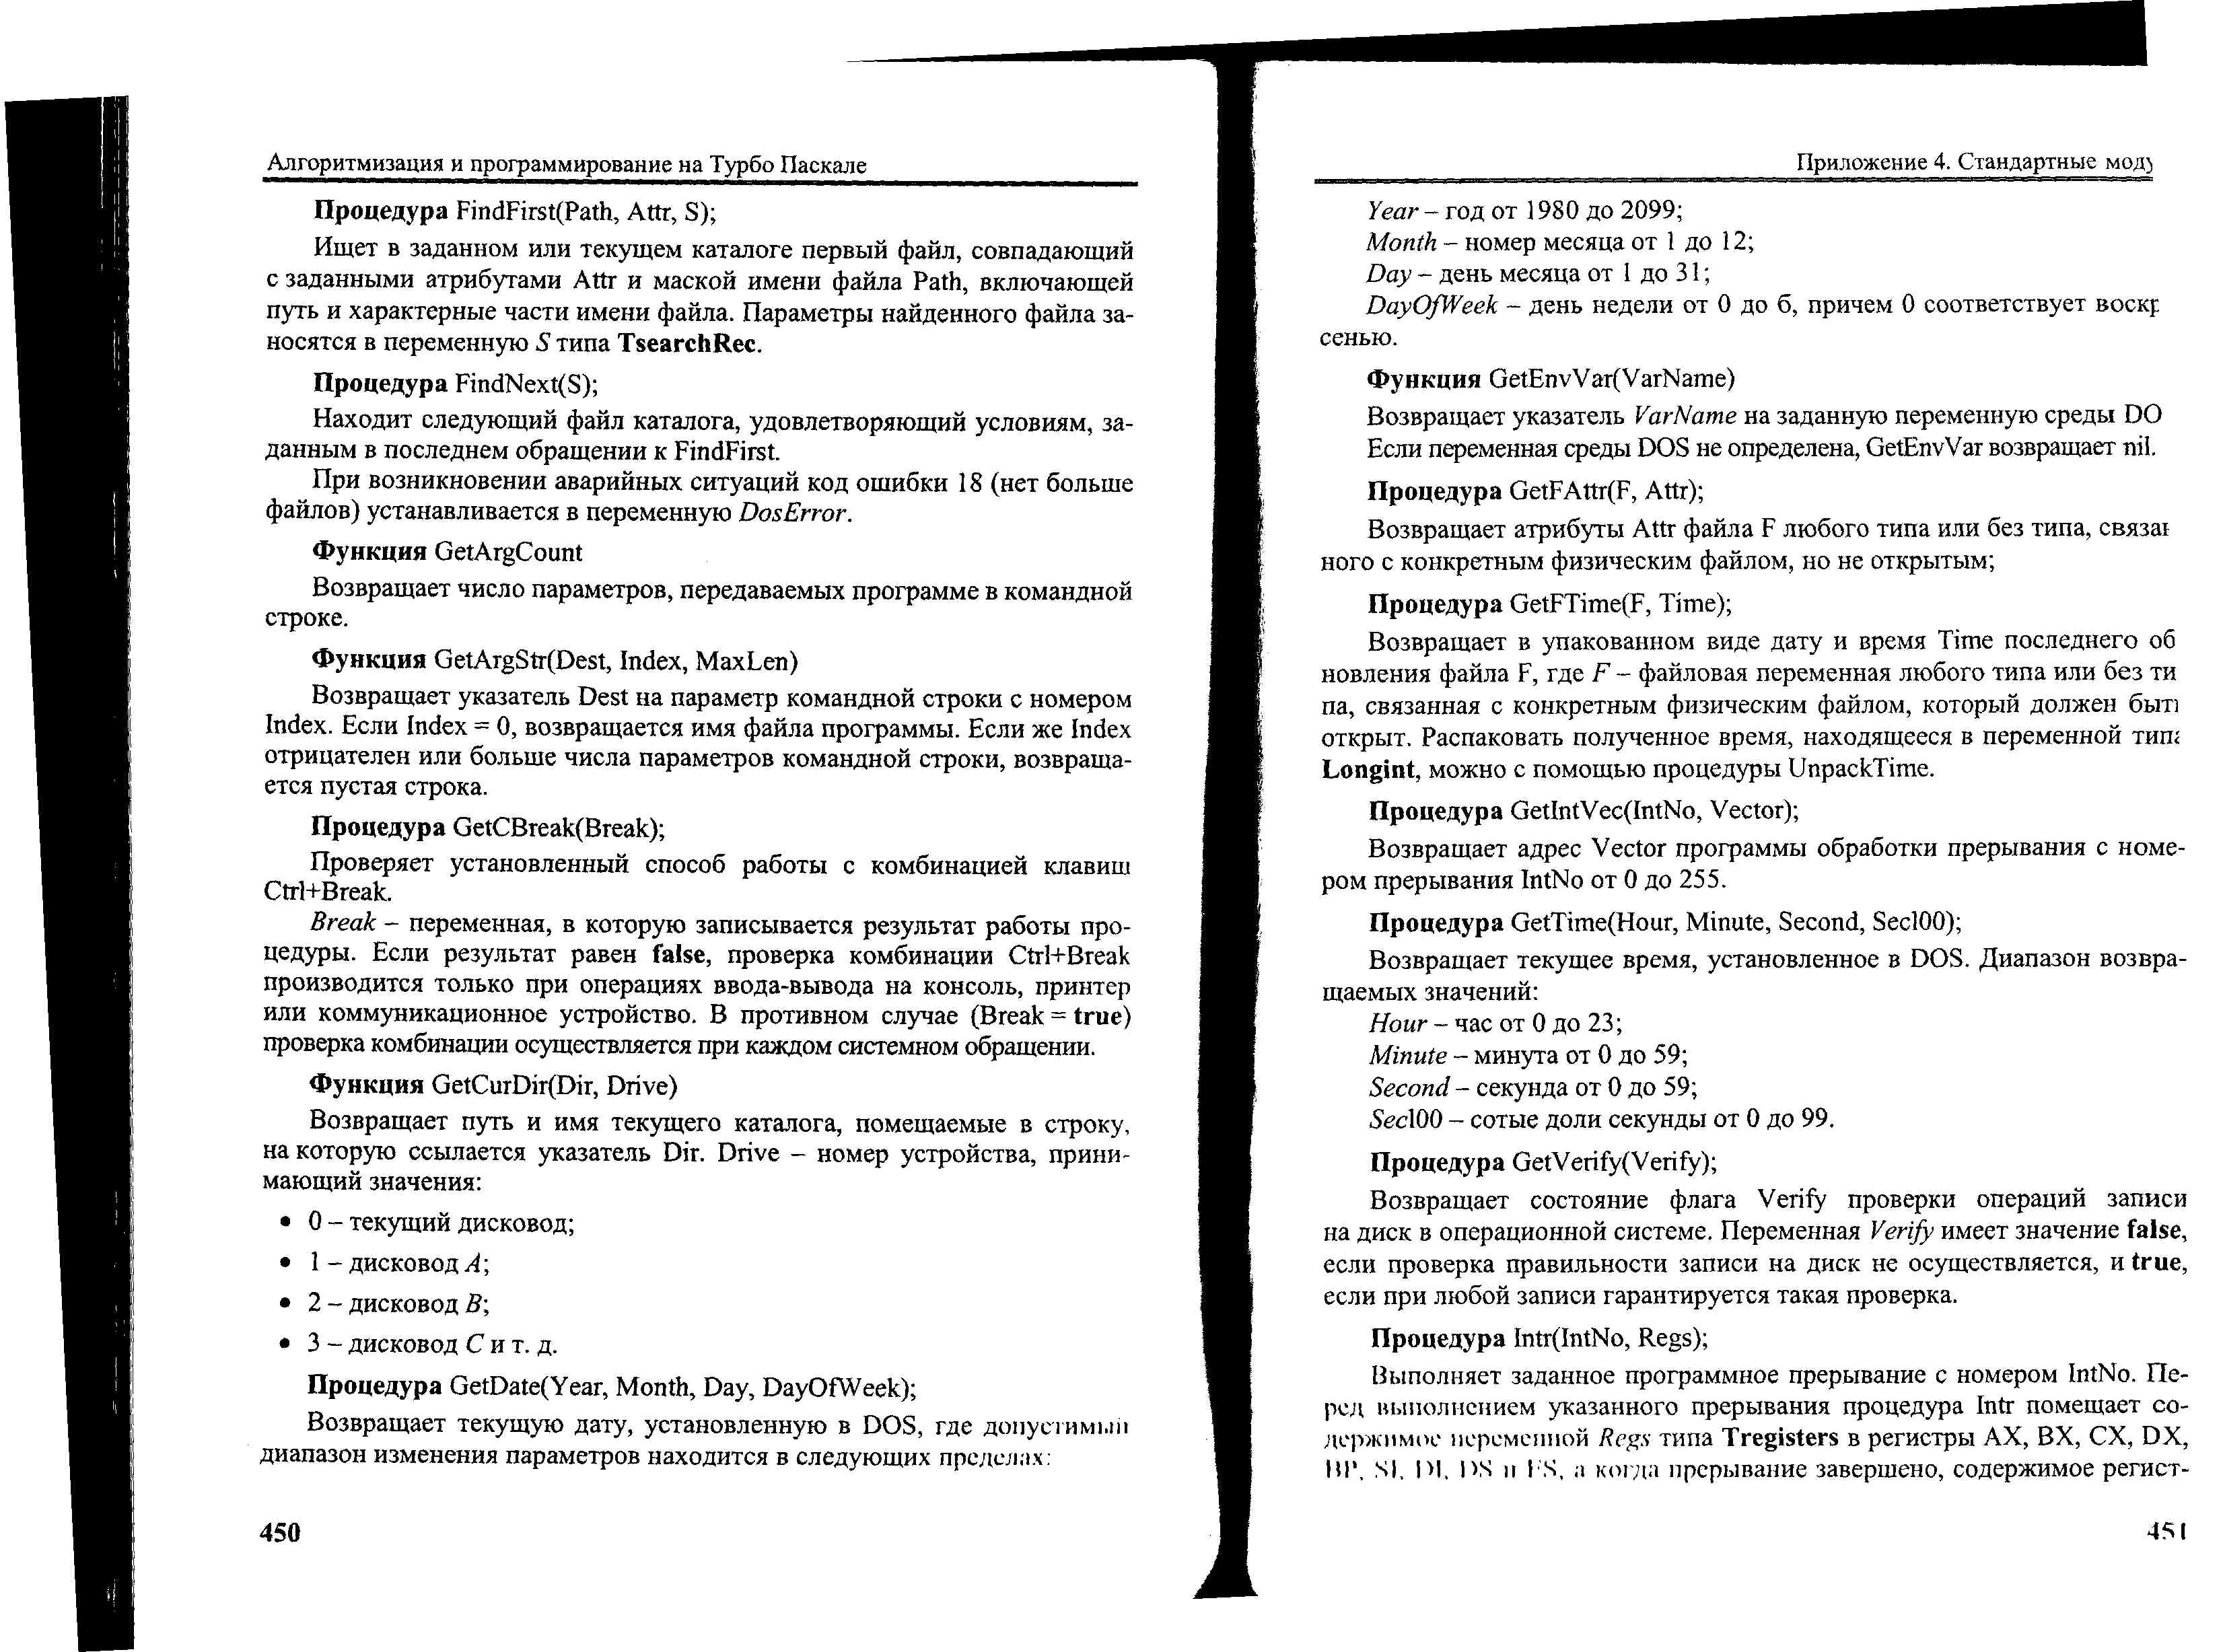 Алгоритмизация и программирование на Турбо Паскале
Процедура FindFirst(Path, Attr, S);
Ищет в заданном или текущем каталоге первый файл, совпадающий
с заданными атрибутами Attr и маской имени файла Path, включающей
путь и характерные части имени файла. Параметры найденного файла за-
носятся в переменную S типа TsearchRec.
Процедура FindNext(S);
Находит следующий файл каталога, удовлетворяющий условиям, за-
данным в последнем обращении к FindFirst.
При возникновении аварийных ситуаций код ошибки 18 (нет больше
файлов) устанавливается в переменную DosError.
Функция GetArgCount
Возвращает число параметров, передаваемых программе в командной
строке.
Функция GetArgStr(Dest, Index, MaxLen)
Возвращает указатель Dest на параметр командной строки с номером
Index. Если Index = 0, возвращается имя файла программы. Если же Index
отрицателен или больше числа параметров командной строки, возвраща-
ется пустая строка.
Процедура GetCBreak(Break);
Проверяет установленный способ работы с комбинацией клавиш
Ctrl+Break.
Break – переменная, в которую записывается результат работы про-
цедуры. Если результат равен false, проверка комбинации Ctrl+Break
производится только при операциях ввода-вывода на консоль, принтер
или коммуникационное устройство. В противном случае (Break = true)
проверка комбинации осуществляется при каждом системном обращении.
Функция GetCurDir(Dir, Drive)
Возвращает путь и имя текущего каталога, помещаемые в строку,
на которую ссылается указатель Dir. Drive – номер устройства, прини-
мающий значения:
• 0 – текущий дисковод;
• 1 – дисковод A;
• 2 – дисковод B;
• 3 – дисковод C и т. д.
Процедура GetDate(Year, Month, Day, DayOfWeek);
Возвращает текущую дату, установленную в DOS, где допустимый
диапазон изменения параметров находится в следующих пределах:
450
Приложение 4. Стандартные мод
Year – год от 1980 до 2099;
Month – номер месяца от 1 до 12;
Day – день месяца от 1 до 31;
DayOfWeek – день недели от 0 до 6, причем 0 соответствует воскр
сенью.
Функция GetEnvVar(VarName)
Возвращает указатель VarName на заданную переменную среды DO
Если переменная среды DOS не определена, GetEnvVar возвращает nil.
Процедура GetFAttr(F, Attr);
Возвращает атрибуты Attr файла F любого типа или без типа, связан
ного с конкретным физическим файлом, но не открытым;
Процедура GetFTime(F, Time);
Возвращает в упакованном виде дату и время Time последнего об
новления файла F, где F – файловая переменная любого типа или без ти
па, связанная с конкретным физическим файлом, который должен быть
открыт. Распаковать полученное время, находящееся в переменной типа
Longint, можно с помощью процедуры UnpackTime.
Процедура GetIntVec(IntNo, Vector);
Возвращает адрес Vector программы обработки прерывания с номе-
ром прерывания IntNo от 0 до 255.
Процедура GetTime(Hour, Minute, Second, Sec100);
Возвращает текущее время, установленное в DOS. Диапазон возвра-
щаемых значений:
Hour – час от 0 до 23;
Minute – минута от 0 до 59;
Second – секунда от 0 до 59;
Sec100 – сотые доли секунды от 0 до 99.
Процедура GetVerify(Verify);
Возвращает состояние флага Verify проверки операций записи
на диск в операционной системе. Переменная Verify имеет значение false,
если проверка правильности записи на диск не осуществляется, и true,
если при любой записи гарантируется такая проверка.
Процедура Intr(IntNo, Regs);
Выполняет заданное программное прерывание с номером IntNo. Пе-
ред выполнением указанного прерывания процедура Intr помещает со-
держимое переменной Regs типа Tregisters в регистры AX, BX, CX, DX,
BP, SI, DI, DS и ES, а когда прерывание завершено, содержимое регист-
451